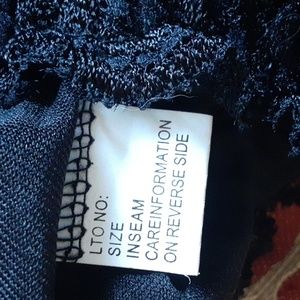 LTO NO:
SIZE
INSEAM
CAREINFORMATION
ON REVERSE SIDE